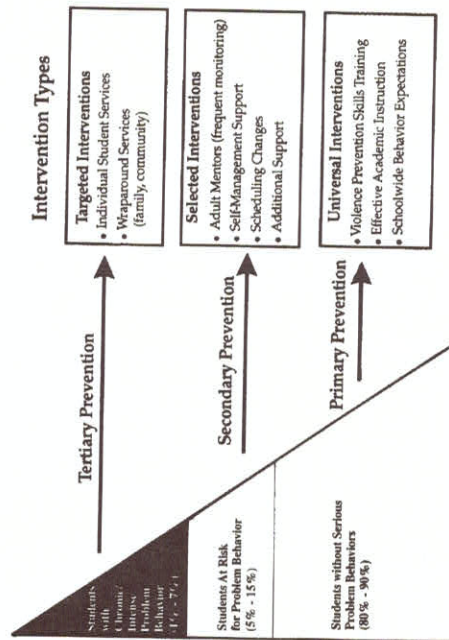 Intervention Types
Students
with
Chronic/
Intense
Problem
Behavior
(1% - 7%)
Tertiary Prevention
Targeted Interventions
• Individual Student Services
• Wraparound Services
(family, community)
Students At Risk
for Problem Behavior
(5% - 15%)
Secondary Prevention
Selected Interventions
• Adult Mentors (frequent monitoring)
• Self-Management Support
• Scheduling Changes
• Additional Support
Students without Serious
Problem Behaviors
(80% - 90%)
Primary Prevention
Universal Interventions
• Violence Prevention Skills Training
• Effective Academic Instruction
• Schoolwide Behavior Expectations